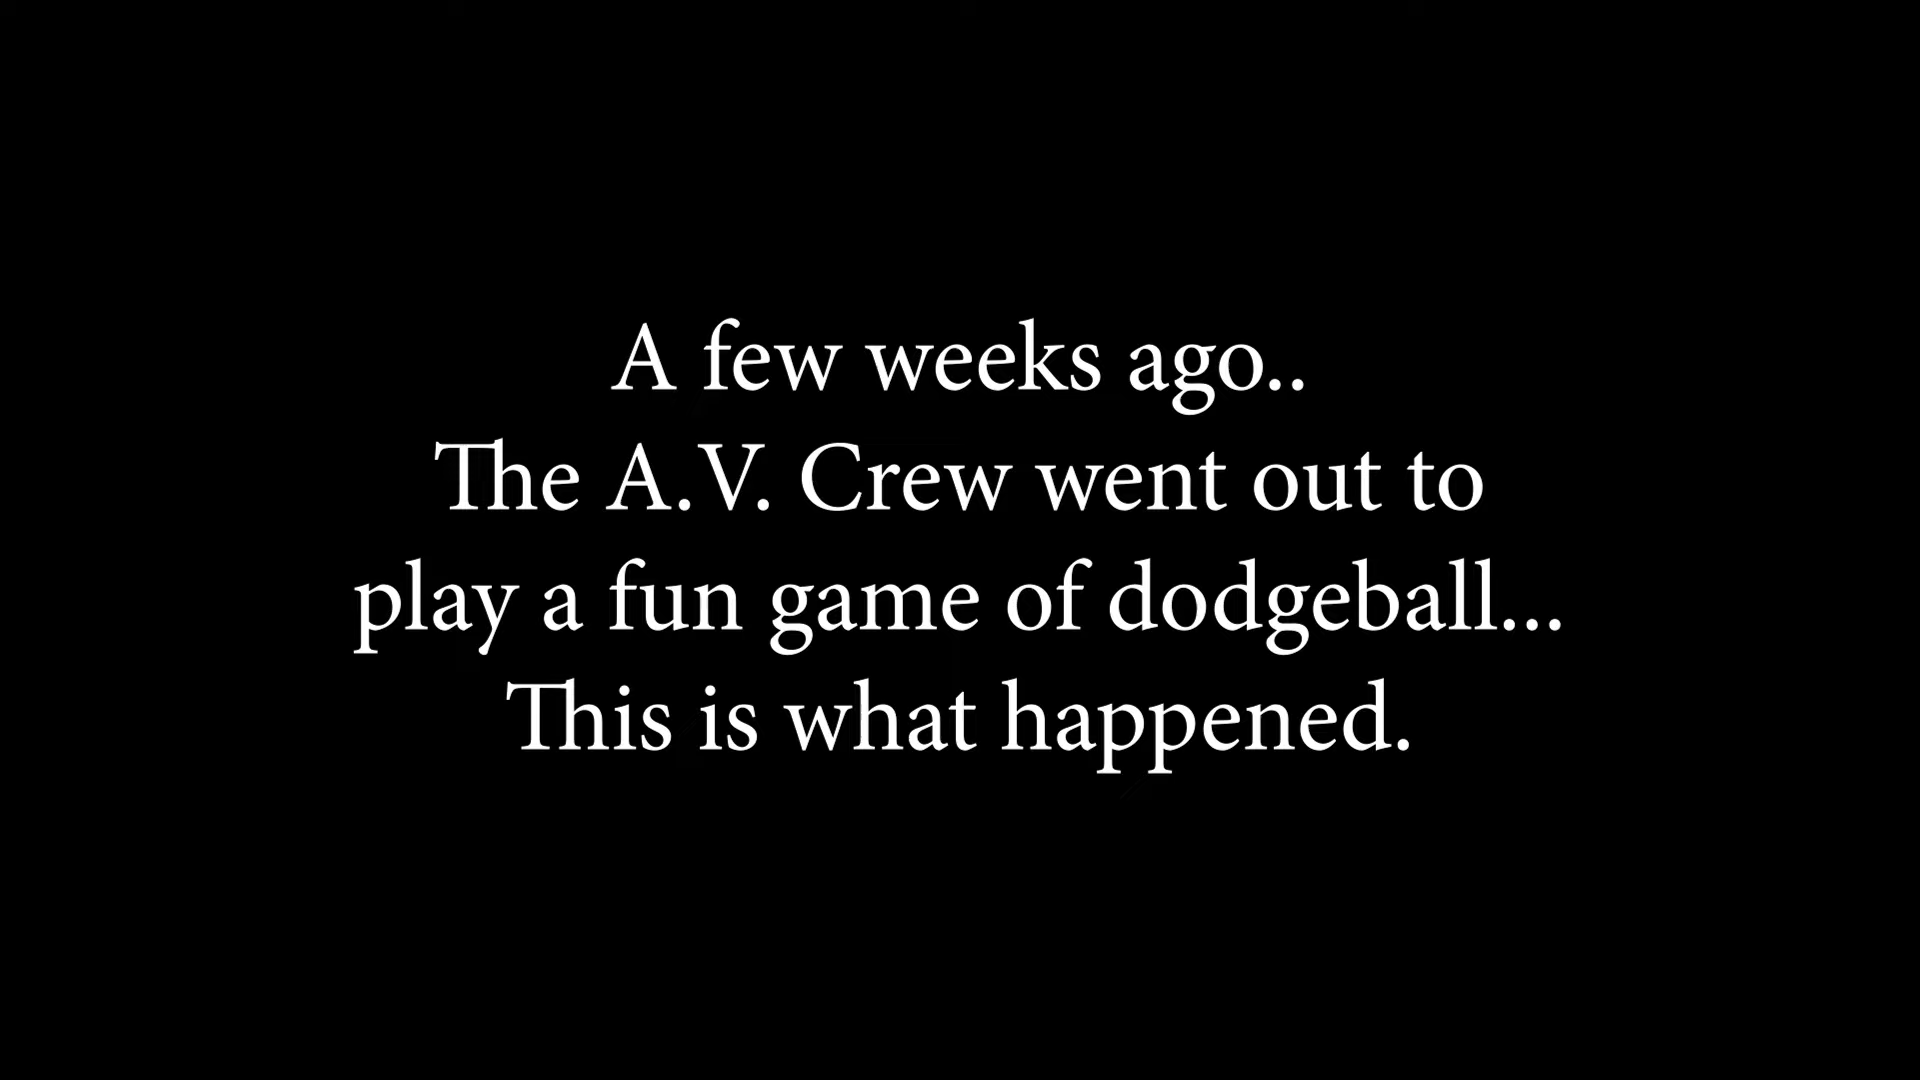 A few weeks ago..
The A.V. Crew went out to
play a fun game of dodgeball...
This is what happened.